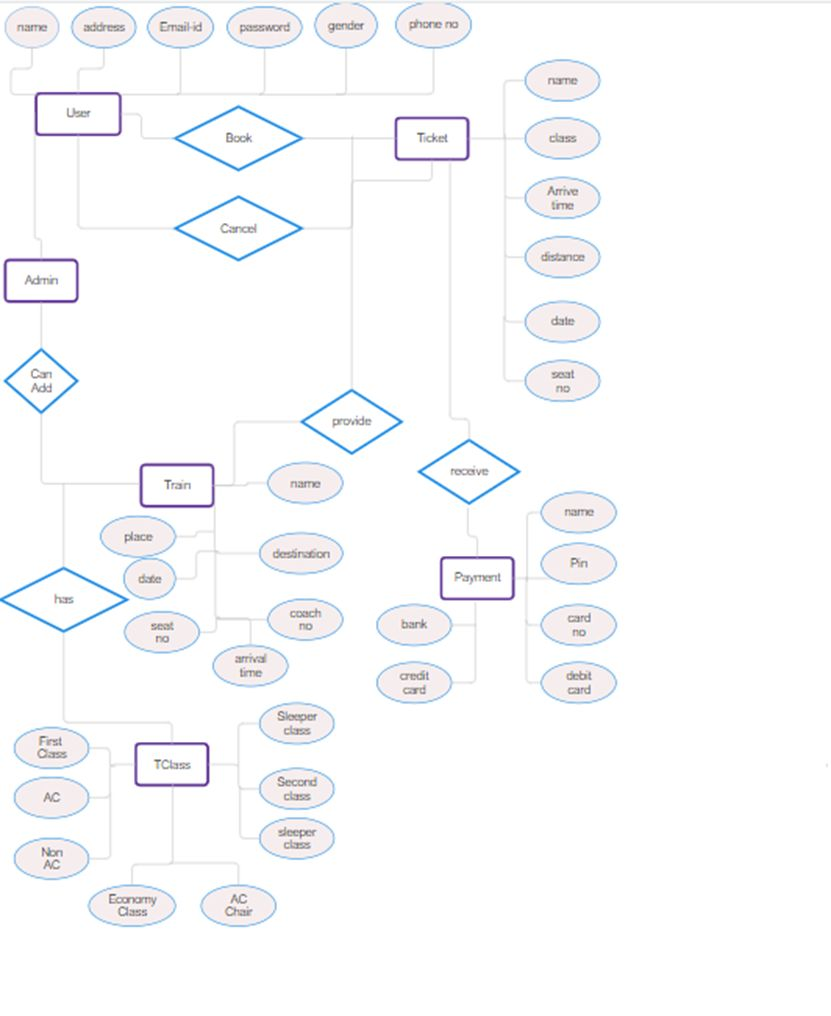 name
address
Email-id
password
gender
phone no
User
Book
Ticket
name
class
Arrive
time
Cancel
distance
Admin
date
Can
Add
seat
no
provide
receive
Train
name
place
destination
date
seat
no
coach
no
arrival
time
has
name
Payment
Pin
bank
card
no
credit
card
debit
card
Sleeper
class
First
Class
TClass
AC
Second
class
sleeper
class
Non
AC
Economy
Class
AC
Chair